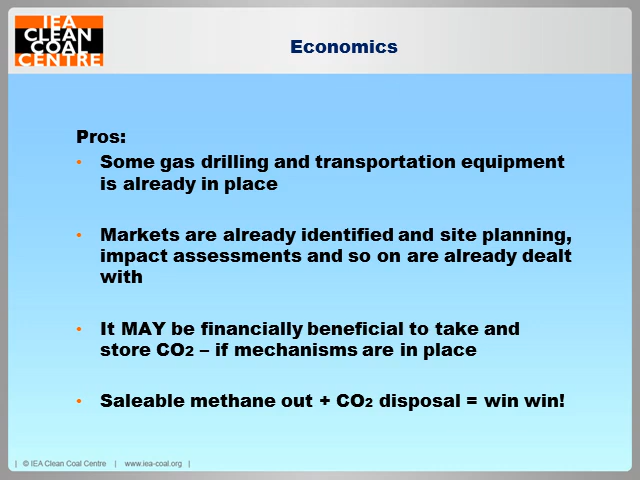 IEA
CLEAN
COAL
CENTRE
Economics
Pros:
• Some gas drilling and transportation equipment
is already in place
• Markets are already identified and site planning,
impact assessments and so on are already dealt
with
• It MAY be financially beneficial to take and
store CO2 – if mechanisms are in place
• Saleable methane out + CO2 disposal = win win!
| © IEA Clean Coal Centre | www.iea-coal.org |